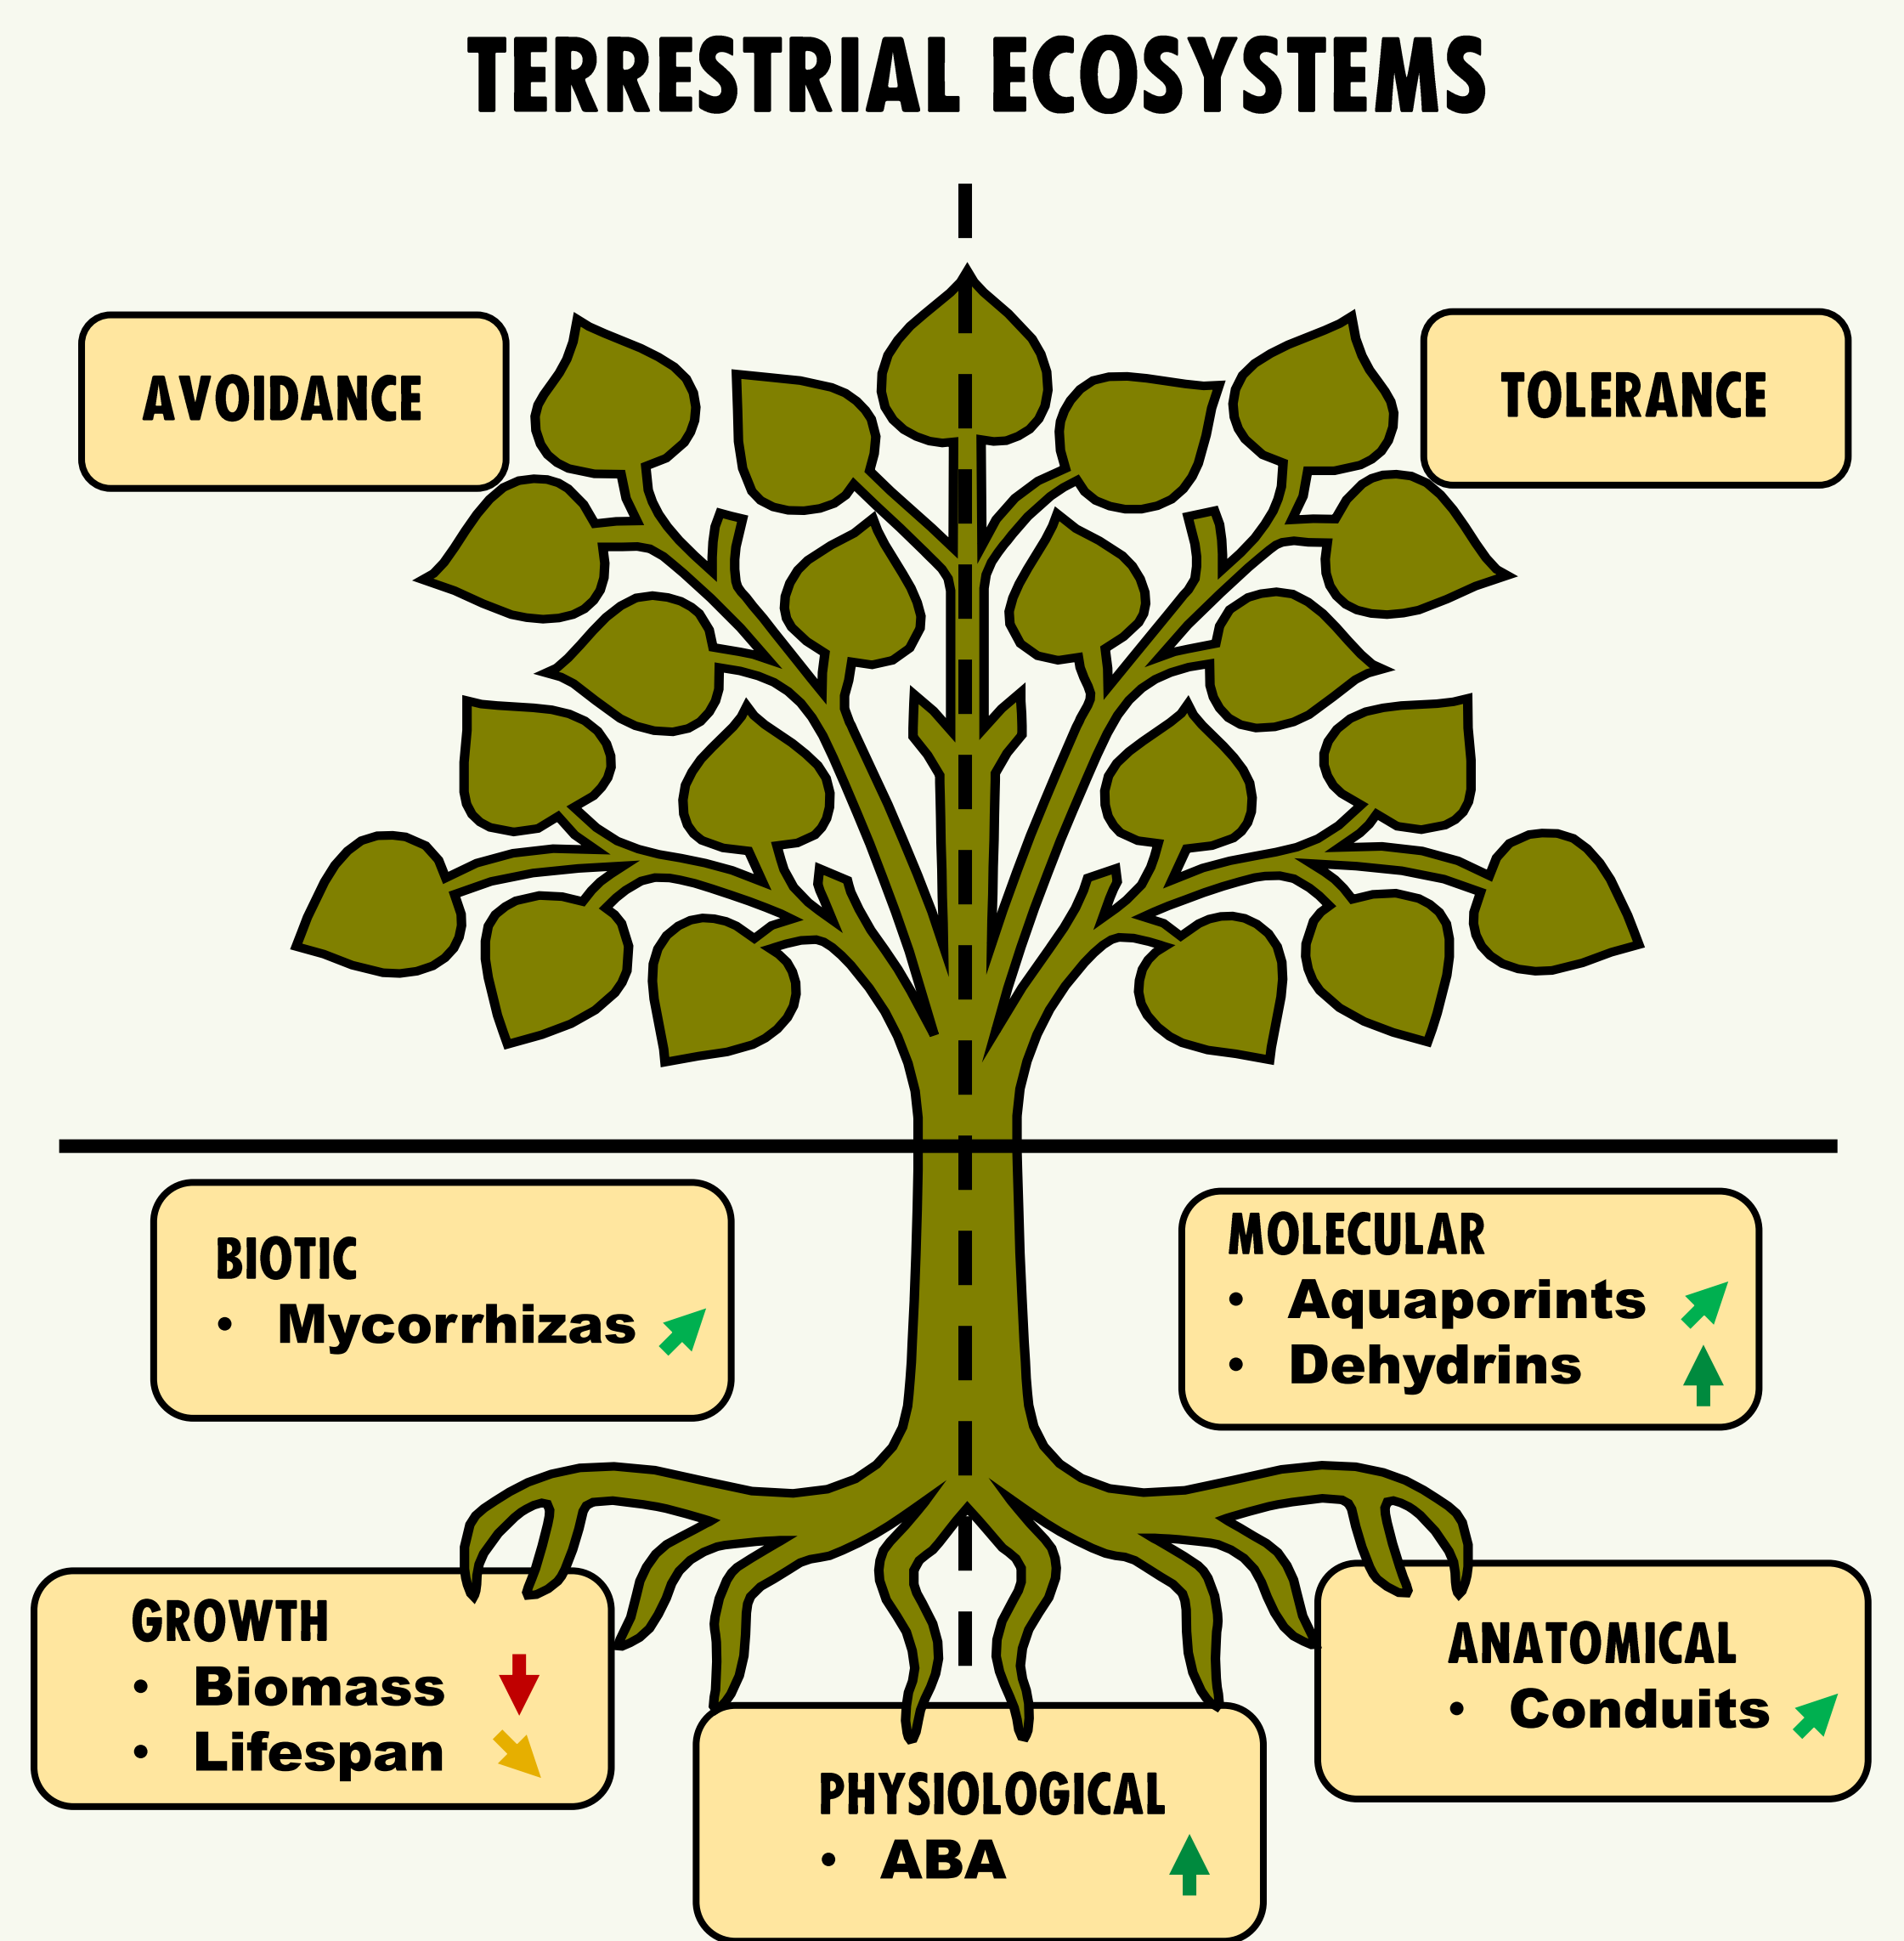 TERRESTRIAL ECOSYSTEMS
AVOIDANCE
TOLERANCE
BIOTIC
• Mycorrhizas
MOLECULAR
• Aquaporints
• Dehydrins
GROWTH
• Biomass
• Lifespan
ANATOMICAL
• Conduits
PHYSIOLOGICAL
• ABA